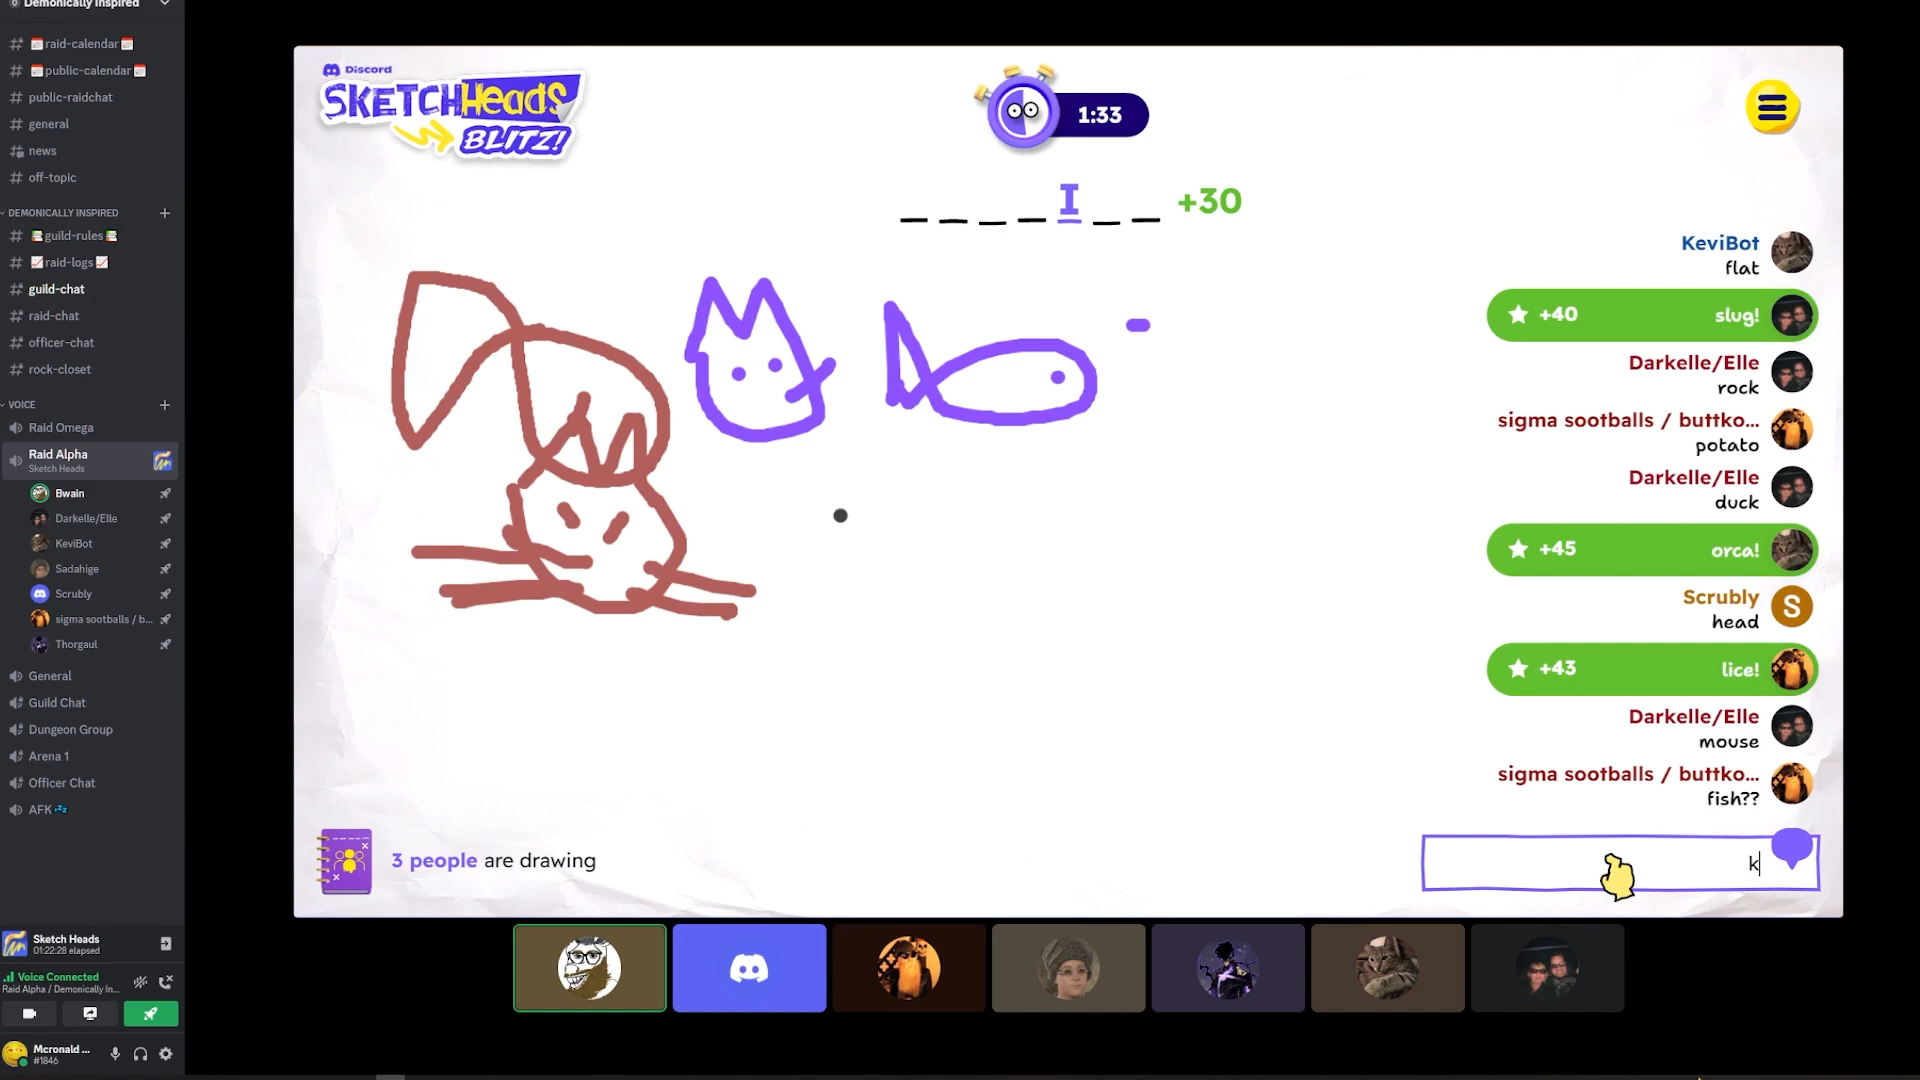 Demonically Inspired
raid-calendar
public-calendar
public-raidchat
general
news
off-topic
DEMONICALLY INSPIRED
guild-rules
raid-logs
guild-chat
raid-chat
officer-chat
rock-closet
VOICE
Raid Omega
Raid Alpha
Sketch Heads
Bwain
Darkelle/Elle
KeviBot
Sadahige
Scrubly
sigma sootballs / b...
Thorgaul
General
Guild Chat
Dungeon Group
Arena 1
Officer Chat
AFK
Sketch Heads
01:22:28 elapsed
Voice Connected
Raid Alpha / Demonically In...
Mcronald ...
#1846
Discord
SKETCHHeadS
BLITZ!
1:33
_ _ _ _ I _ _ +30
KeviBot
flat
+40 slug!
Darkelle/Elle
rock
sigma sootballs / buttko...
potato
Darkelle/Elle
duck
+45 orca!
Scrubly
head
S
+43 lice!
Darkelle/Elle
mouse
sigma sootballs / buttko...
fish??
3 people are drawing
k